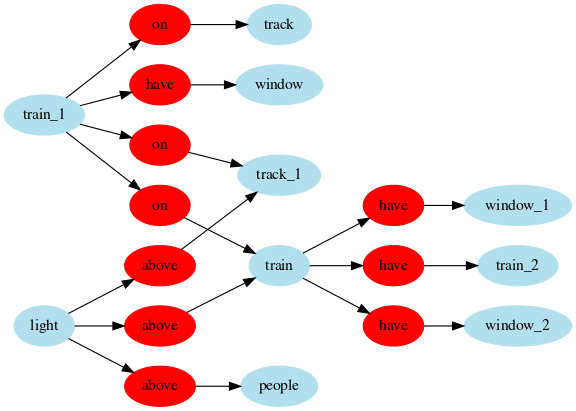 on
track
have
window
train_1
on
track_1
on
have
window_1
above
train
have
train_2
light
above
have
window_2
above
people